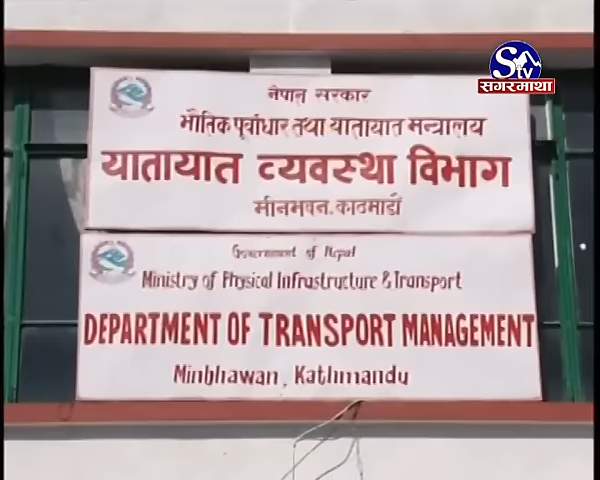 S tv
सगरमाथा
नेपाल सरकार
भौतिक पूर्वाधार तथा यातायात मन्त्रालय
यातायात व्यवस्था विभाग
मीनभवन, काठमाडौं
Government of Nepal
Ministry of Physical Infrastructure & Transport
DEPARTMENT OF TRANSPORT MANAGEMENT
Minbhawan, Kathmandu